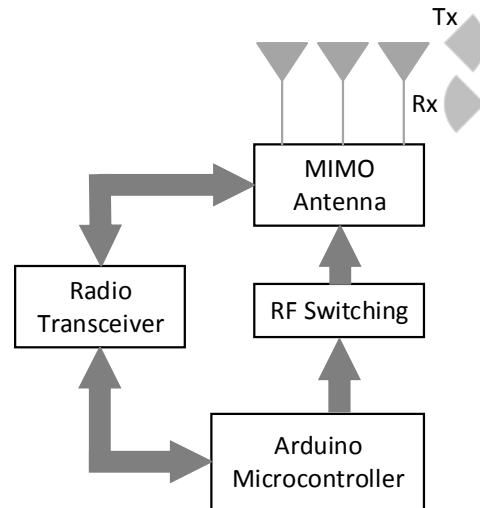 Tx
Rx
MIMO
Antenna
Radio
Transceiver
RF Switching
Arduino
Microcontroller